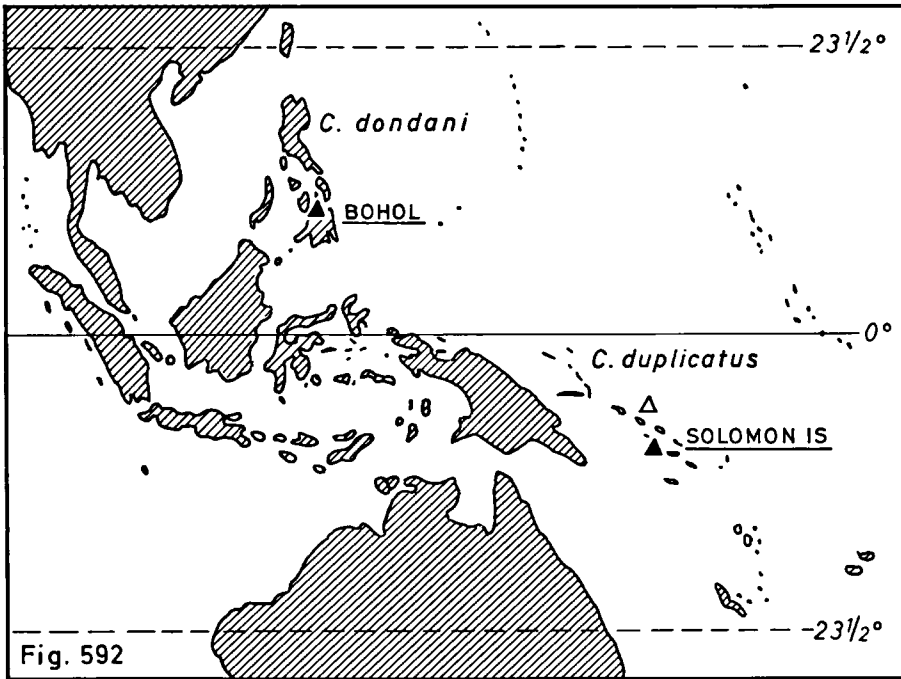 23½°
C. dondani
BOHOL
0°
C. duplicatus
SOLOMON IS
23½°
Fig. 592